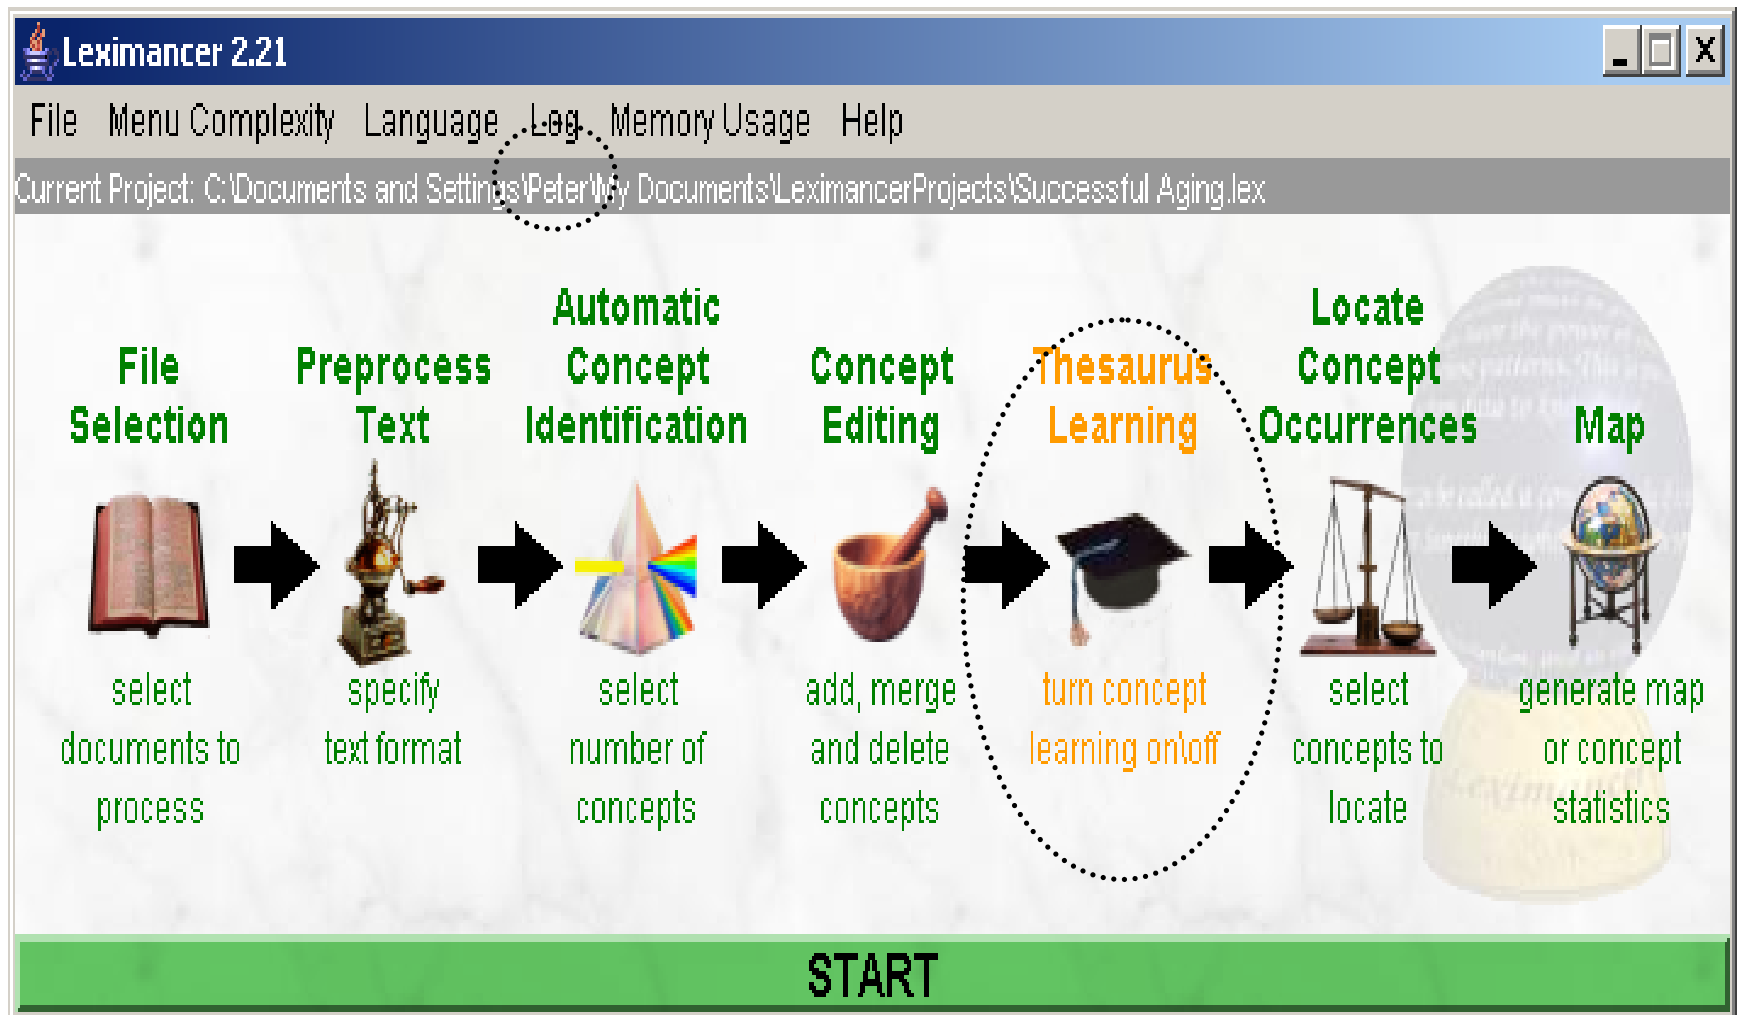 Leximancer 2.21
File Menu Complexity Language Log Memory Usage Help
Current Project: C:\Documents and Settings\Peter\My Documents\LeximancerProjects\Successful Aging.lex
File
Selection
select
documents to
process
Preprocess
Text
specify
text format
Automatic
Concept
Identification
select
number of
concepts
Concept
Editing
add, merge
and delete
concepts
Thesaurus
Learning
turn concept
learning on\off
Locate
Concept
Occurrences
select
concepts to
locate
Map
generate map
or concept
statistics
Leximancer
START